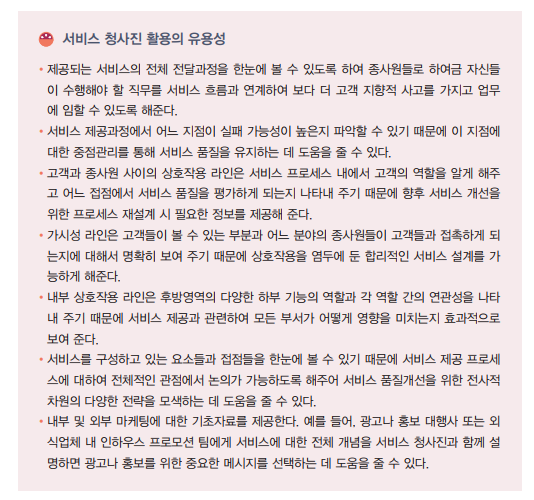 서비스 청사진 활용의 유용성
• 제공되는 서비스의 전체 전달과정을 한눈에 볼 수 있도록 하여 종사원들로 하여금 자신들
이 수행해야 할 직무를 서비스 흐름과 연계하여 보다 더 고객 지향적 사고를 가지고 업무
에 임할 수 있도록 해준다.
• 서비스 제공과정에서 어느 지점이 실패 가능성이 높은지 파악할 수 있기 때문에 이 지점에
대한 중점관리를 통해 서비스 품질을 유지하는 데 도움을 줄 수 있다.
• 고객과 종사원 사이의 상호작용 라인은 서비스 프로세스 내에서 고객의 역할을 알게 해주
고 어느 접점에서 서비스 품질을 평가하게 되는지 나타내 주기 때문에 향후 서비스 개선을
위한 프로세스 재설계 시 필요한 정보를 제공해 준다.
• 가시성 라인은 고객들이 볼 수 있는 부분과 어느 분야의 종사원들이 고객들과 접촉하게 되
는지에 대해서 명확히 보여 주기 때문에 상호작용을 염두에 둔 합리적인 서비스 설계를 가
능하게 해준다.
• 내부 상호작용 라인은 후방영역의 다양한 하부 기능의 역할과 각 역할 간의 연관성을 나타
내 주기 때문에 서비스 제공과 관련하여 모든 부서가 어떻게 영향을 미치는지 효과적으로
보여 준다.
• 서비스를 구성하고 있는 요소들과 접점들을 한눈에 볼 수 있기 때문에 서비스 제공 프로세
스에 대하여 전체적인 관점에서 논의가 가능하도록 해주어 서비스 품질개선을 위한 전사적
차원의 다양한 전략을 모색하는 데 도움을 줄 수 있다.
• 내부 및 외부 마케팅에 대한 기초자료를 제공한다. 예를 들어, 광고나 홍보 대행사 또는 외
식업체 내 인하우스 프로모션 팀에게 서비스에 대한 전체 개념을 서비스 청사진과 함께 설
명하면 광고나 홍보를 위한 중요한 메시지를 선택하는 데 도움을 줄 수 있다.